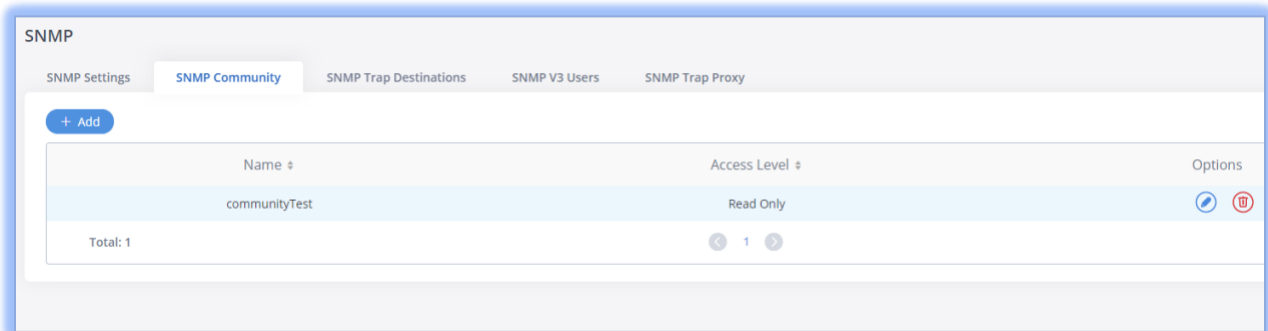 SNMP
SNMP Settings SNMP Community SNMP Trap Destinations SNMP V3 Users SNMP Trap Proxy
+ Add
Name Access Level Options
communityTest Read Only
Total: 1 1